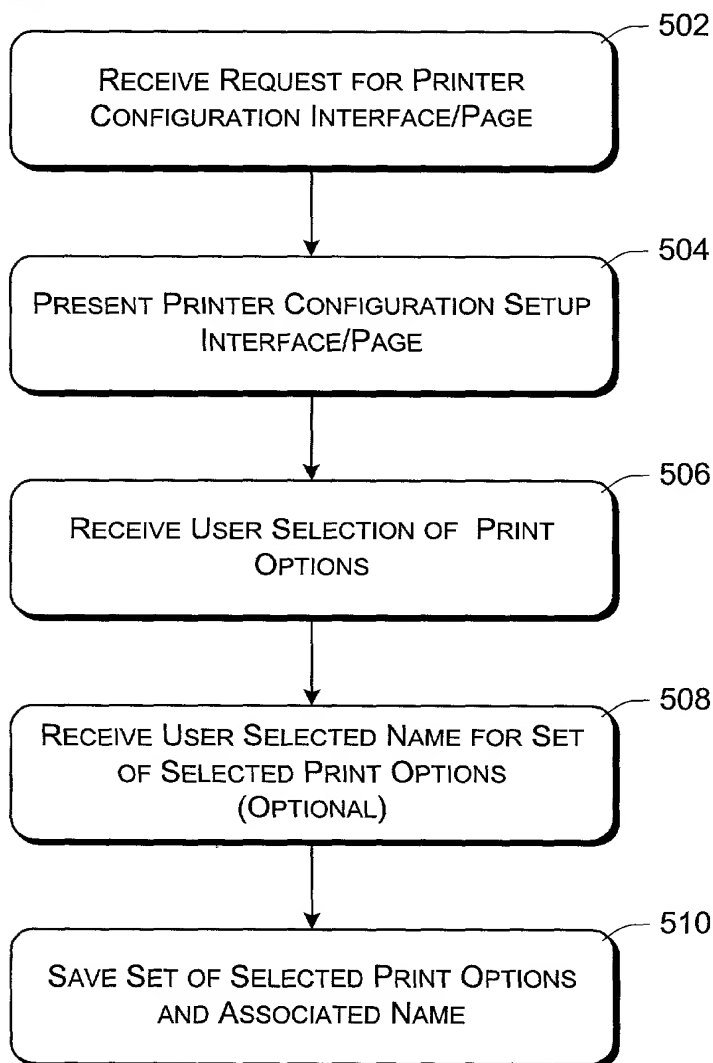 502
RECEIVE REQUEST FOR PRINTER
CONFIGURATION INTERFACE/PAGE
504
PRESENT PRINTER CONFIGURATION SETUP
INTERFACE/PAGE
506
RECEIVE USER SELECTION OF PRINT
OPTIONS
508
RECEIVE USER SELECTED NAME FOR SET
OF SELECTED PRINT OPTIONS
(OPTIONAL)
510
SAVE SET OF SELECTED PRINT OPTIONS
AND ASSOCIATED NAME